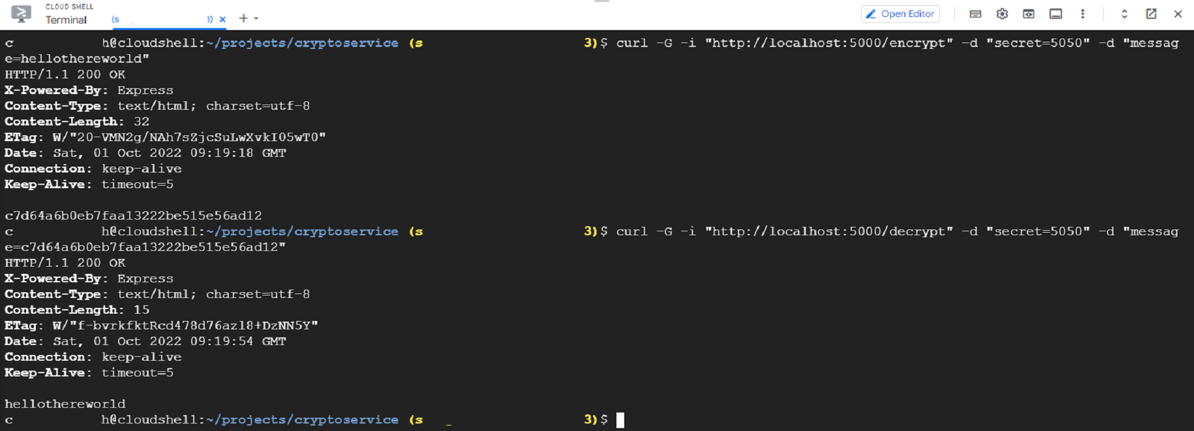 CLOUD SHELL
Terminal
(s 3) × + Open Editor
c h@cloudshell:~/projects/cryptoservice (s 3)$ curl -G -i "http://localhost:5000/encrypt" -d "secret=5050" -d "messag
e=hellothereworld"
HTTP/1.1 200 OK
X-Powered-By: Express
Content-Type: text/html; charset=utf-8
Content-Length: 32
ETag: W/"20-VMN2g/NAh7sZjcSuLwXvkI05wT0"
Date: Sat, 01 Oct 2022 09:19:18 GMT
Connection: keep-alive
Keep-Alive: timeout=5
c7d64a6b0eb7faa13222be515e56ad12
c h@cloudshell:~/projects/cryptoservice (s 3)$ curl -G -i "http://localhost:5000/decrypt" -d "secret=5050" -d "messag
e=c7d64a6b0eb7faa13222be515e56ad12"
HTTP/1.1 200 OK
X-Powered-By: Express
Content-Type: text/html; charset=utf-8
Content-Length: 15
ETag: W/"f-bvrkfktRcd478d76azl8+DzNN5Y"
Date: Sat, 01 Oct 2022 09:19:54 GMT
Connection: keep-alive
Keep-Alive: timeout=5
hellothereworld
c h@cloudshell:~/projects/cryptoservice (s 3)$